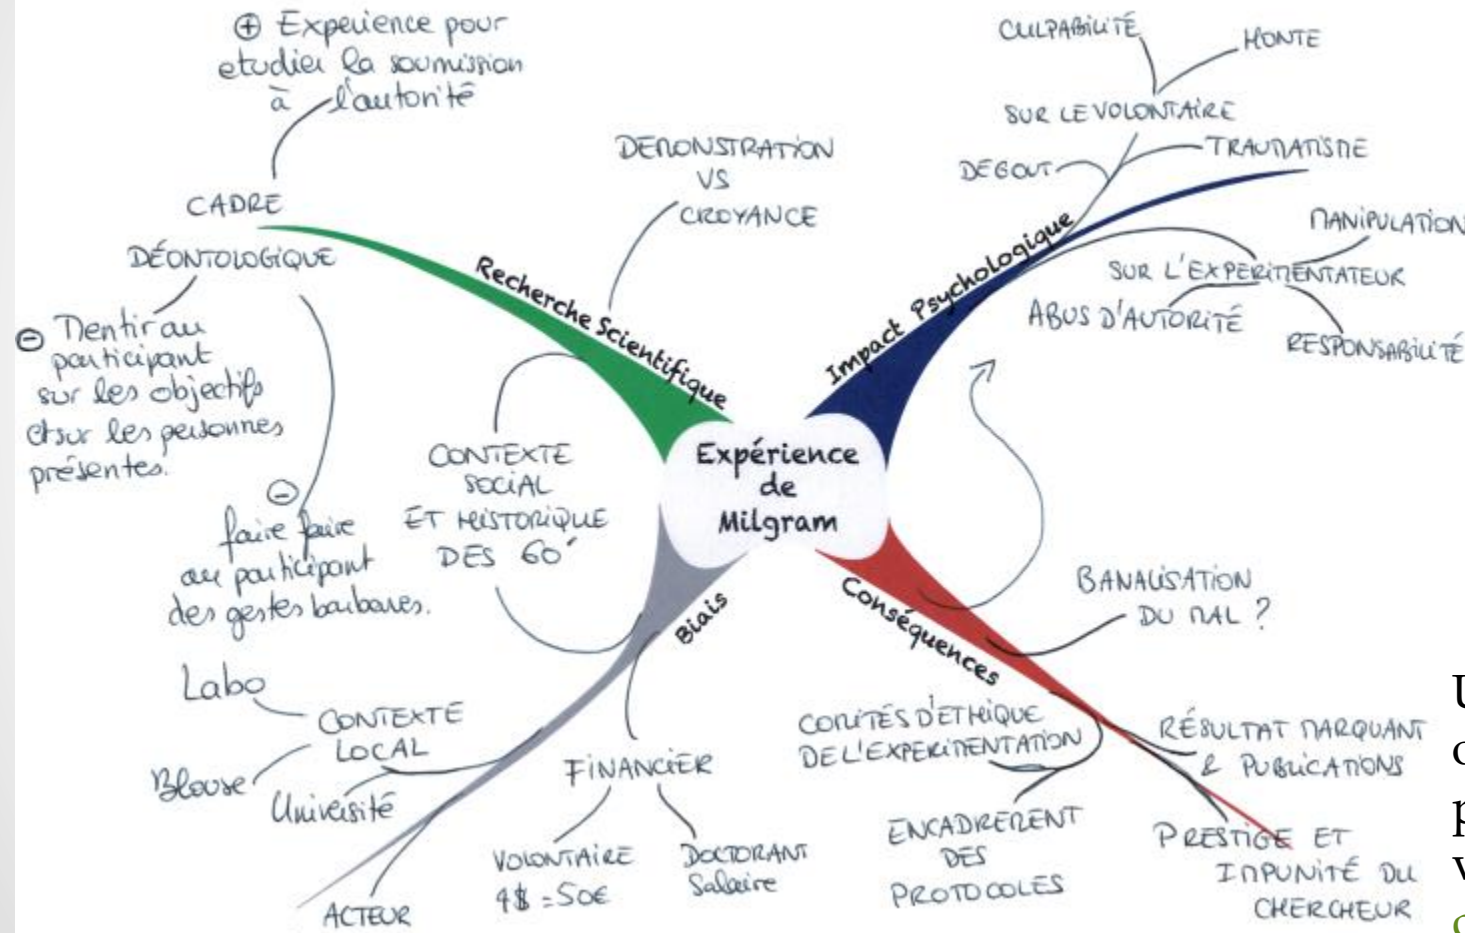 Expérience
de
Milgram
Recherche Scientifique
CADRE
DÉONTOLOGIQUE
⊕ Experience pour
etudier la soumission
à l'autorité
⊖ Mentir au
participant
sur les objectifs
et sur les personnes
présentes.
⊖
faire faire
au participant
des gestes barbares.
DEMONSTRATION
VS
CROYANCE
CONTEXTE
SOCIAL
ET HISTORIQUE
DES 60'
Impact Psychologique
CULPABILITÉ
HONTE
SUR LE VOLONTAIRE
DEGOUT
TRAUMATISME
MANIPULATION
SUR L'EXPERIMENTATEUR
ABUS D'AUTORITÉ
RESPONSABILITÉ
Conséquences
BANALISATION
DU MAL ?
COMITÉS D'ETHIQUE
DE L'EXPERIMENTATION
ENCADREMENT
DES
PROTOCOLES
RÉSULTAT MARQUANT
& PUBLICATIONS
PRESTIGE ET
IMPUNITÉ DU
CHERCHEUR
Biais
Labo
CONTEXTE
LOCAL
Blouse
Université
ACTEUR
FINANCIER
VOLONTAIRE
4$ = 50€
DOCTORANT
Salaire